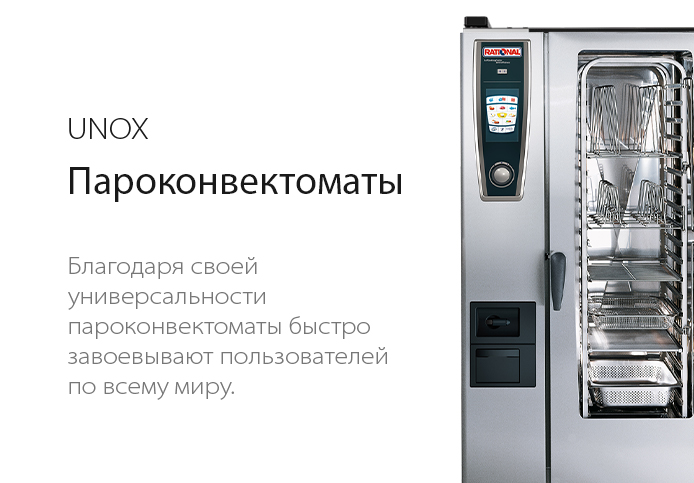 UNOX
Пароконвектоматы
Благодаря своей
универсальности
пароконвектоматы быстро
завоевывают пользователей
по всему миру.
RATIONAL